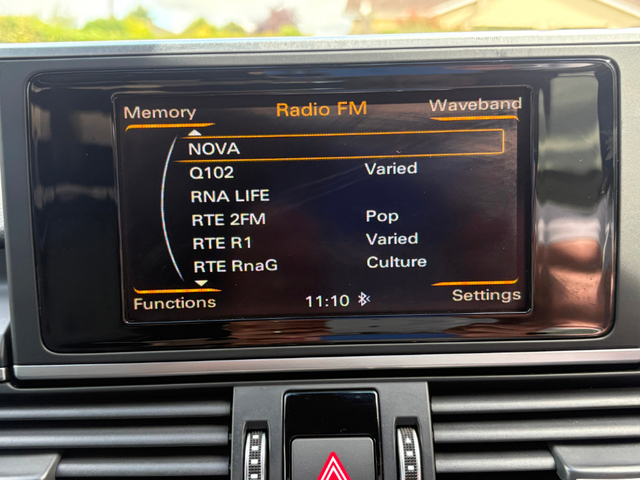 Memory Radio FM Waveband
NOVA
Q102 Varied
RNA LIFE
RTE 2FM Pop
RTE R1 Varied
RTE RnaG Culture
Functions 11:10 Settings